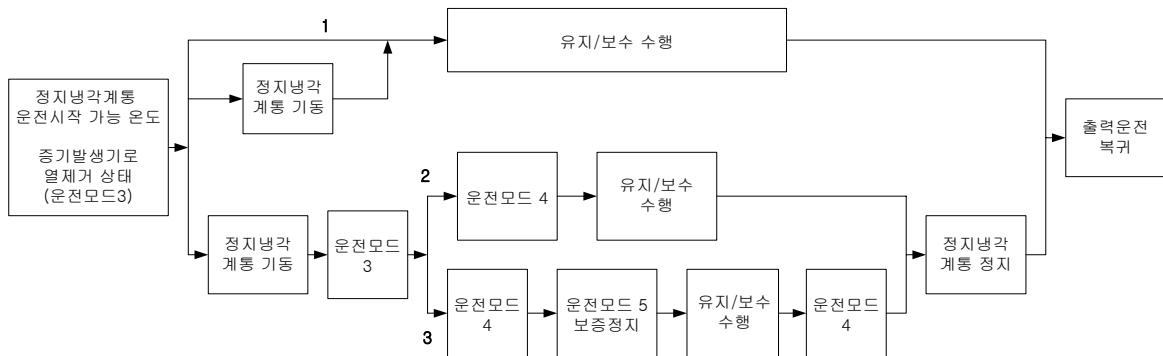 1
유지/보수 수행
정지냉각
계통 기동
정지냉각계통
운전시작 가능 온도
증기발생기로
열제거 상태
(운전모드3)
출력운전
복귀
2
운전모드 4
유지/보수
수행
정지냉각
계통 기동
운전모드
3
정지냉각
계통 정지
3
운전모드
4
운전모드 5
보증정지
유지/보수
수행
운전모드
4